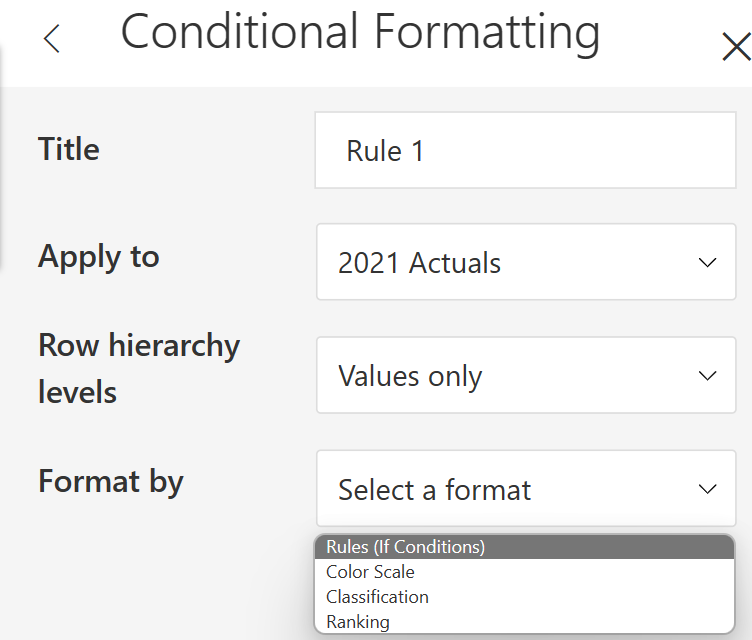 Conditional Formatting
Title
Rule 1
Apply to
2021 Actuals
Row hierarchy
levels
Values only
Format by
Select a format
Rules (If Conditions)
Color Scale
Classification
Ranking